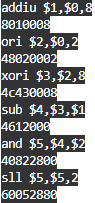 addiu $1,$0,8
8010008
ori $2,$0,2
48020002
xori $3,$2,8
4c430008
sub $4,$3,$1
4612000
and $5,$4,$2
40822800
sll $5,$5,2
60052880